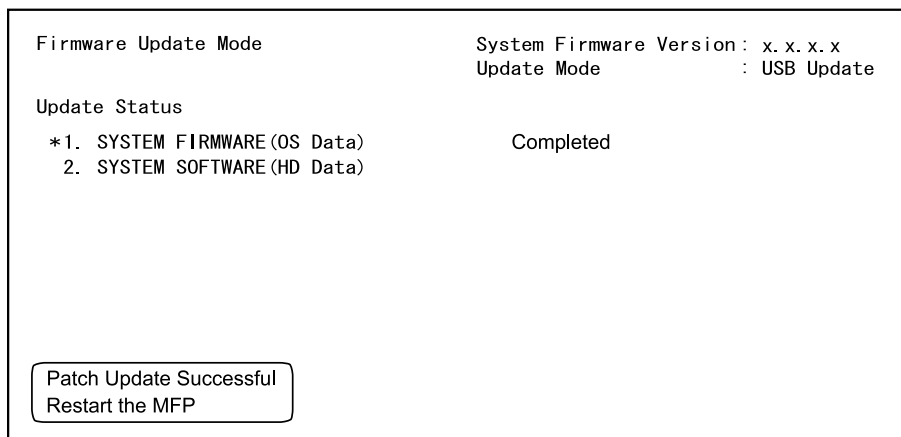 Firmware Update Mode
System Firmware Version : x. x. x. x
Update Mode : USB Update
Update Status
*1. SYSTEM FIRMWARE(OS Data) Completed
2. SYSTEM SOFTWARE(HD Data)
Patch Update Successful
Restart the MFP